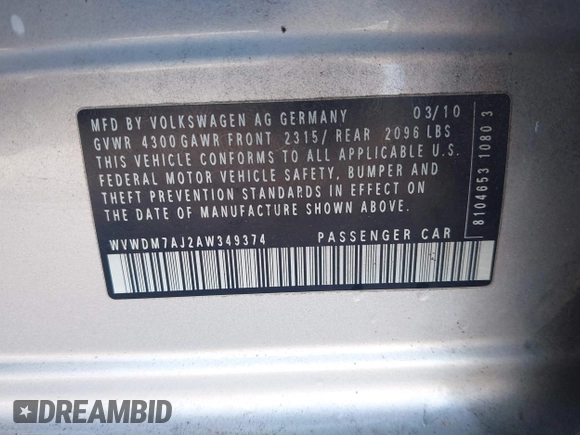 MFD BY VOLKSWAGEN AG GERMANY 03/10
GVWR 4300 GAWR FRONT 2315/ REAR 2096 LBS
THIS VEHICLE CONFORMS TO ALL APPLICABLE U.S.
FEDERAL MOTOR VEHICLE SAFETY, BUMPER AND
THEFT PREVENTION STANDARDS IN EFFECT ON
THE DATE OF MANUFACTURE SHOWN ABOVE.
WVWDM7AJ2AW349374 PASSENGER CAR
8104653 1080 3
DREAMBID